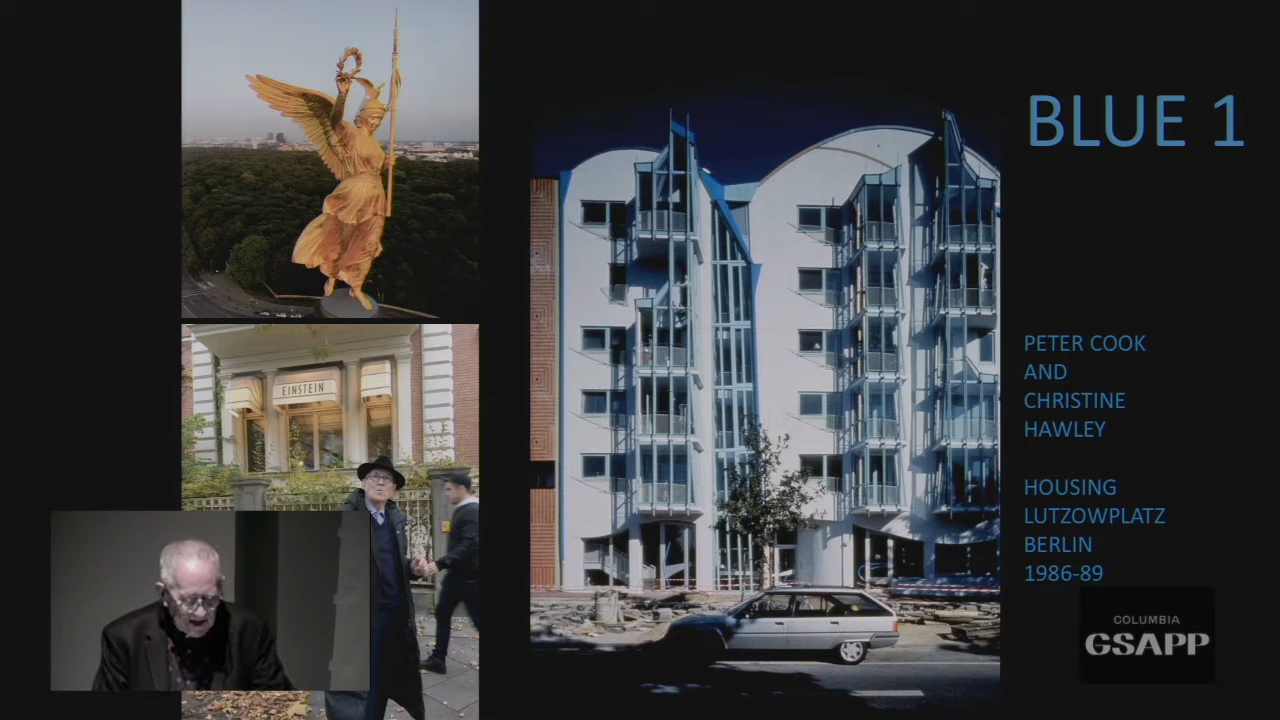 BLUE 1
EINSTEIN
PETER COOK
AND
CHRISTINE
HAWLEY
HOUSING
LUTZOWPLATZ
BERLIN
1986-89
COLUMBIA
GSAPP